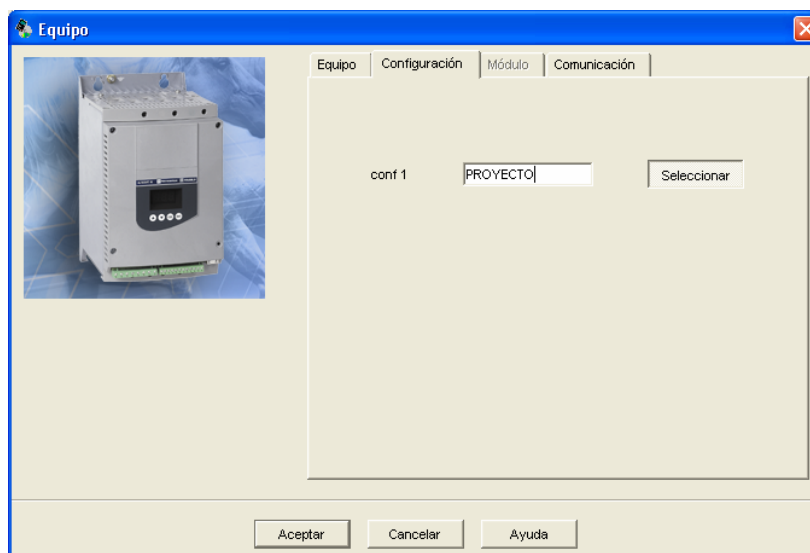 Equipo
Equipo Configuración Módulo Comunicación
conf 1 PROYECTO Seleccionar
Aceptar Cancelar Ayuda